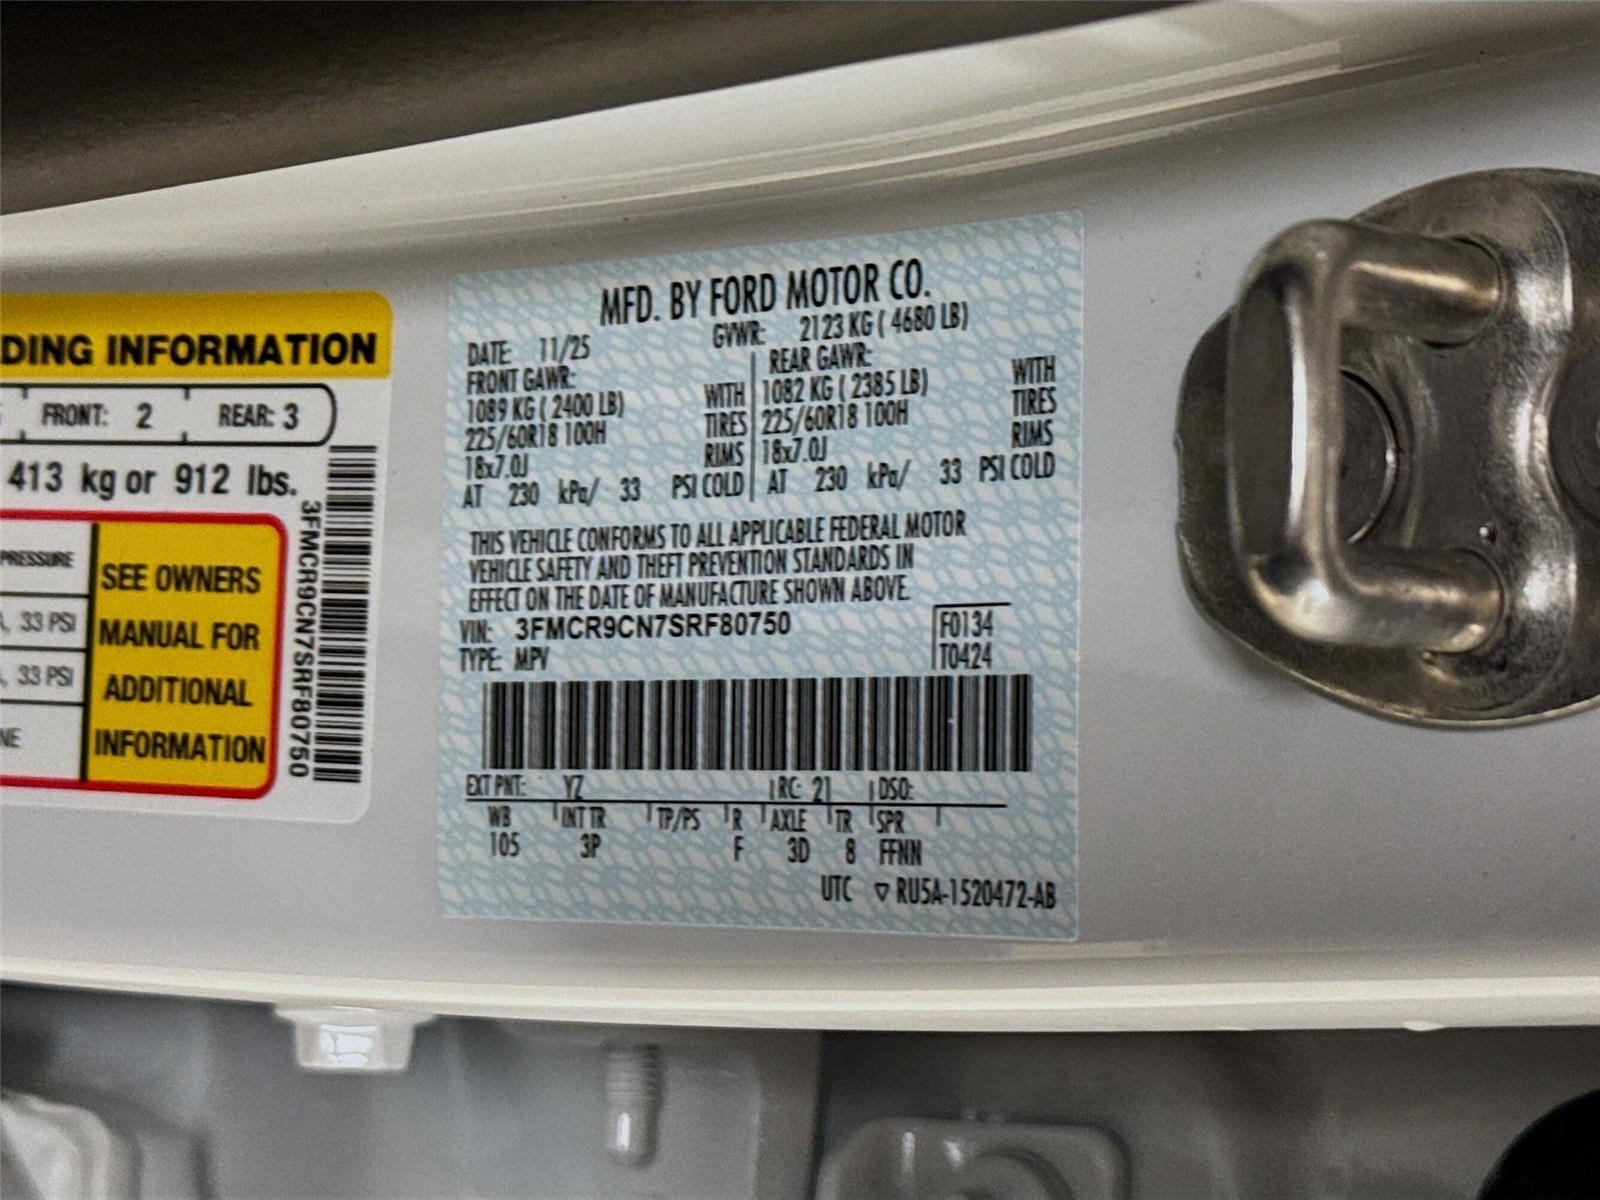 DING INFORMATION
FRONT: 2 REAR: 3
413 kg or 912 lbs.
PRESSURE
33 PSI
33 PSI
SEE OWNERS
MANUAL FOR
ADDITIONAL
INFORMATION
3FMCR9CN7SRF80750
MFD. BY FORD MOTOR CO.
DATE: 11/25 GVWR: 2123 KG ( 4680 LB)
FRONT GAWR: REAR GAWR:
1089 KG ( 2400 LB) WITH 1082 KG ( 2385 LB) WITH
225/60R18 100H TIRES 225/60R18 100H TIRES
18x7.0J RIMS 18x7.0J RIMS
AT 230 kPa/ 33 PSI COLD AT 230 kPa/ 33 PSI COLD
THIS VEHICLE CONFORMS TO ALL APPLICABLE FEDERAL MOTOR
VEHICLE SAFETY AND THEFT PREVENTION STANDARDS IN
EFFECT ON THE DATE OF MANUFACTURE SHOWN ABOVE.
VIN: 3FMCR9CN7SRF80750 F0134
TYPE: MPV T0424
EXT PNT: YZ RC: 21 DSO:
WB INT TR TP/PS R AXLE TR SPR
105 3P F 3D 8 FFNN
UTC ▽ RU5A-1520472-AB